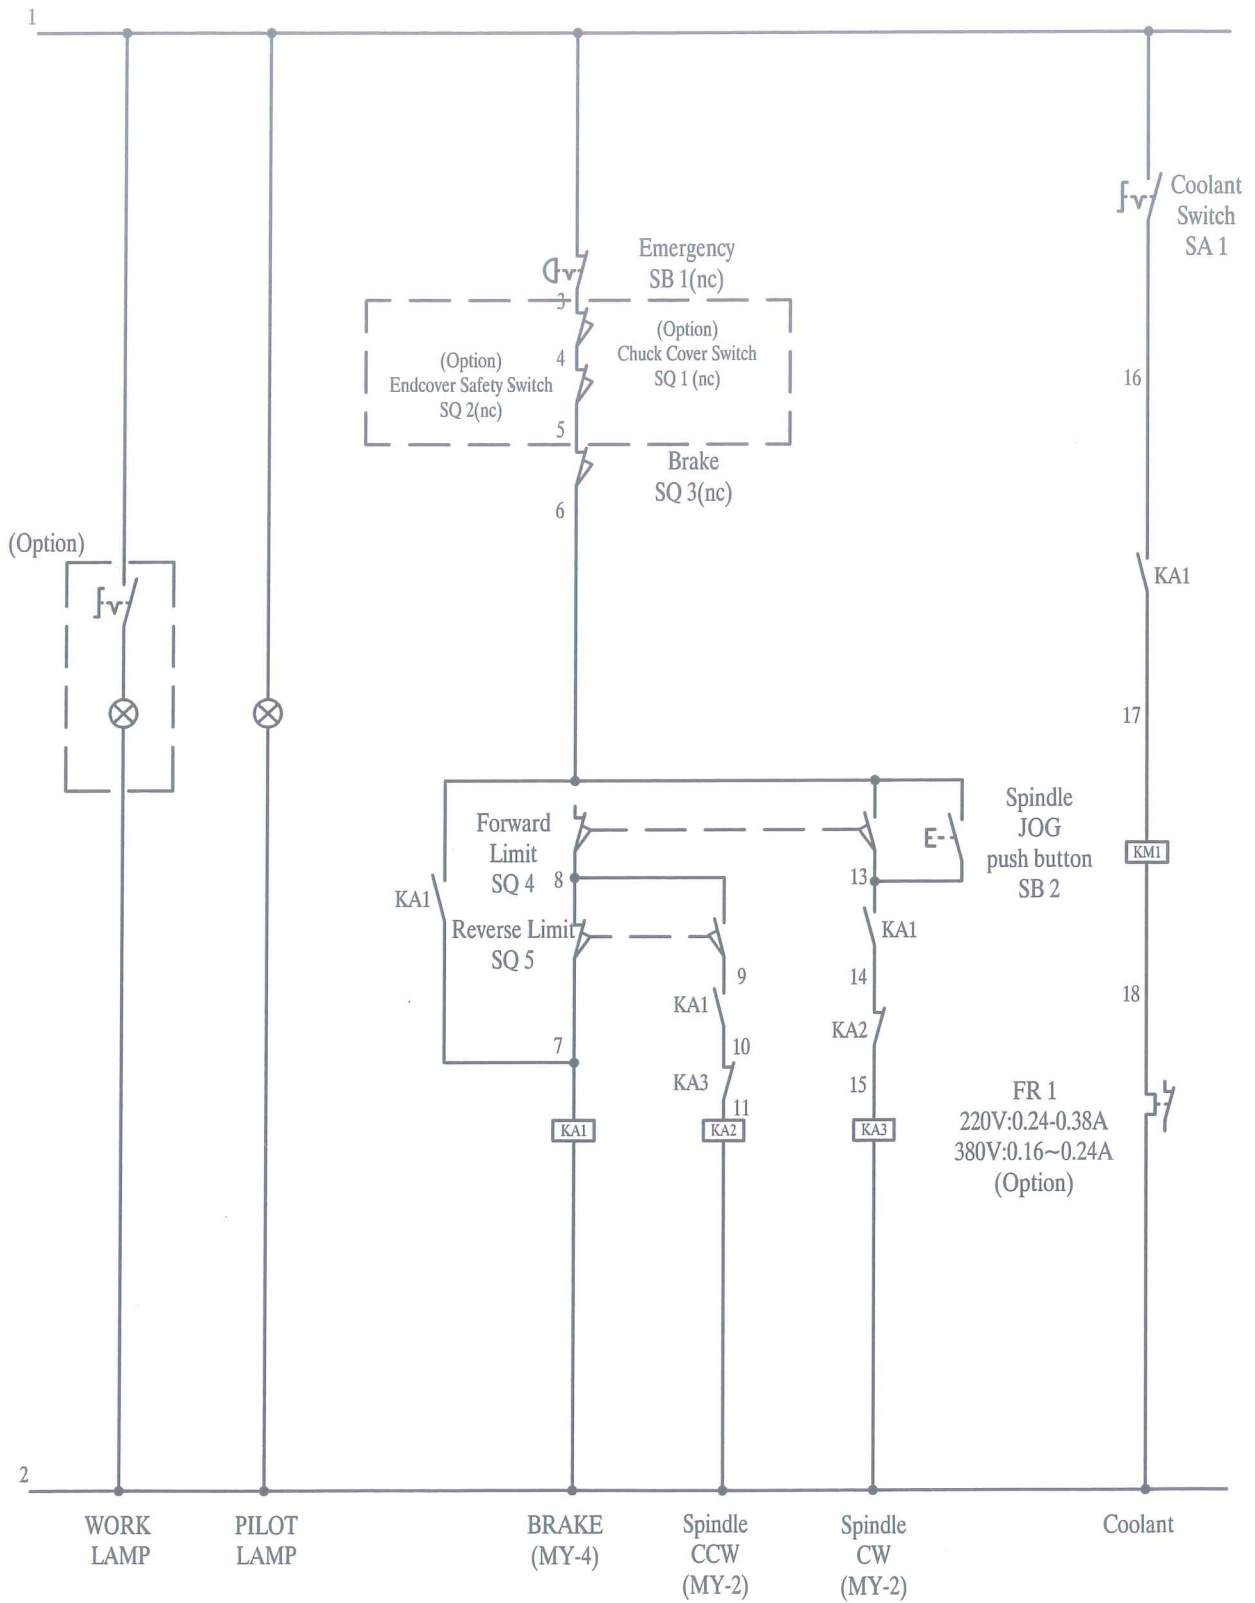 1
Coolant
Switch
SA 1
Emergency
SB 1(nc)
3
(Option)
Chuck Cover Switch
SQ 1 (nc)
4
(Option)
Endcover Safety Switch
SQ 2(nc)
5
16
Brake
SQ 3(nc)
6
(Option)
KA1
17
Spindle
JOG
push button
SB 2
Forward
Limit
SQ 4
8
13
KM1
KA1
Reverse Limit
SQ 5
KA1
9
14
18
KA1
10
KA2
7
KA3
15
11
FR 1
220V:0.24-0.38A
380V:0.16~0.24A
(Option)
KA1
KA2
KA3
2
WORK
LAMP
PILOT
LAMP
BRAKE
(MY-4)
Spindle
CCW
(MY-2)
Spindle
CW
(MY-2)
Coolant